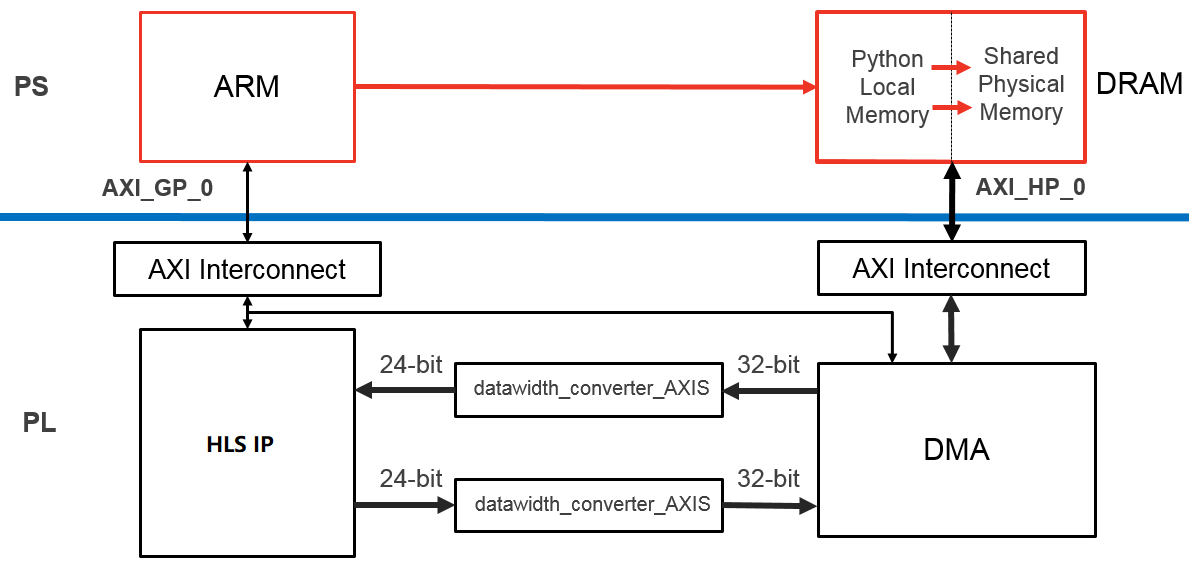 PS
ARM
Python
Local
Memory
Shared
Physical
Memory
DRAM
AXI_GP_0
AXI_HP_0
AXI Interconnect
AXI Interconnect
24-bit
32-bit
datawidth_converter_AXIS
PL
HLS IP
DMA
24-bit
32-bit
datawidth_converter_AXIS